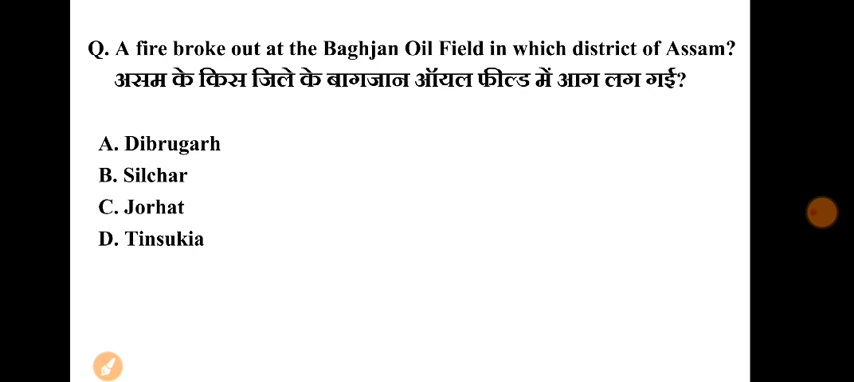 Q. A fire broke out at the Baghjan Oil Field in which district of Assam?
असम के किस जिले के बागजान ऑयल फील्ड में आग लग गई?
A. Dibrugarh
B. Silchar
C. Jorhat
D. Tinsukia